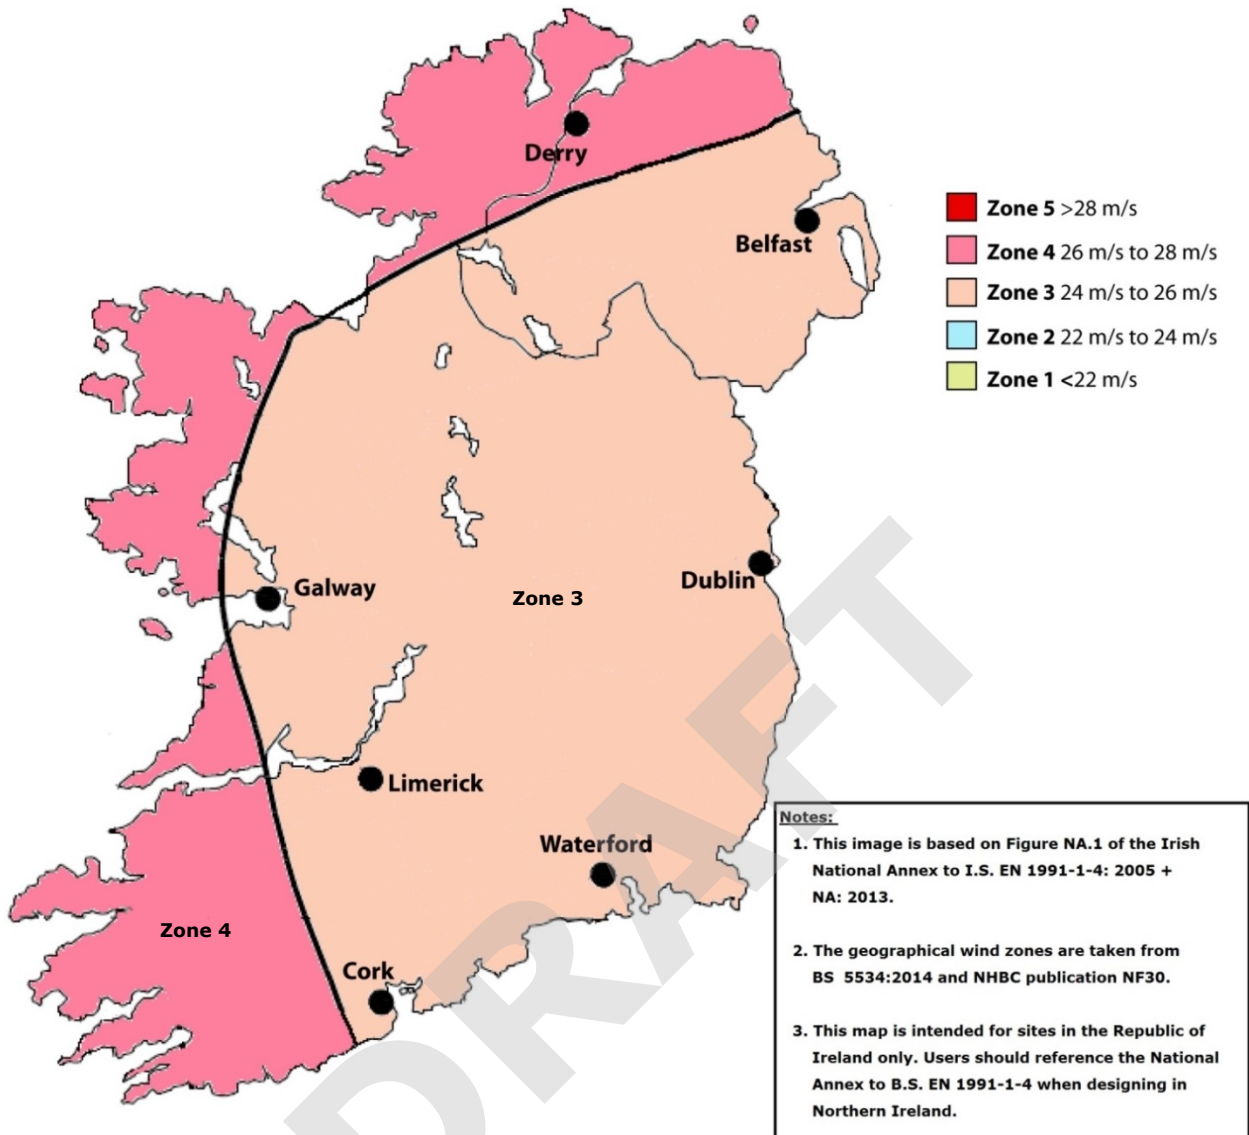 Derry
Belfast
Zone 5 >28 m/s
Zone 4 26 m/s to 28 m/s
Zone 3 24 m/s to 26 m/s
Zone 2 22 m/s to 24 m/s
Zone 1 <22 m/s
Galway
Zone 3
Dublin
Limerick
Waterford
Zone 4
Cork
DRAFT
Notes:
1. This image is based on Figure NA.1 of the Irish
National Annex to I.S. EN 1991-1-4: 2005 +
NA: 2013.
2. The geographical wind zones are taken from
BS 5534:2014 and NHBC publication NF30.
3. This map is intended for sites in the Republic of
Ireland only. Users should reference the National
Annex to B.S. EN 1991-1-4 when designing in
Northern Ireland.